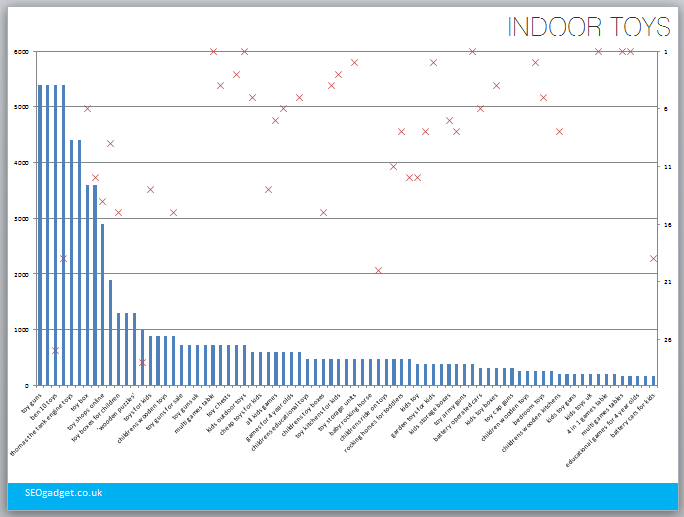 INDOOR TOYS
6000
5000
4000
3000
2000
1000
0
1
6
11
16
21
26
toy guns
ben 10 toys
thomas the tank engine toys
toy box
toy shops online
toy boxes for children
'wooden puzzles'
toys for kids
childrens wooden toys
toy guns for sale
toy guns uk
multi games table
toy chests
kids outdoor toys
cheap toys for kids
all kids games
games for 4 year olds
childrens educational toys
childrens toy boxes
toy kitchens for kids
toy storage units
baby rocking horse
childrens ride on toys
rocking horses for toddlers
kids toy
garden toys for kids
kids storage boxes
toy army guns
battery operated cars
kids toy boxes
toy cap guns
children wooden toys
bedroom toys
childrens wooden kitchens
kids toy guns
kids toys uk
4 in 1 games table
multi games tables
educational games for 4 year olds
battery cars for kids
SEOgadget.co.uk